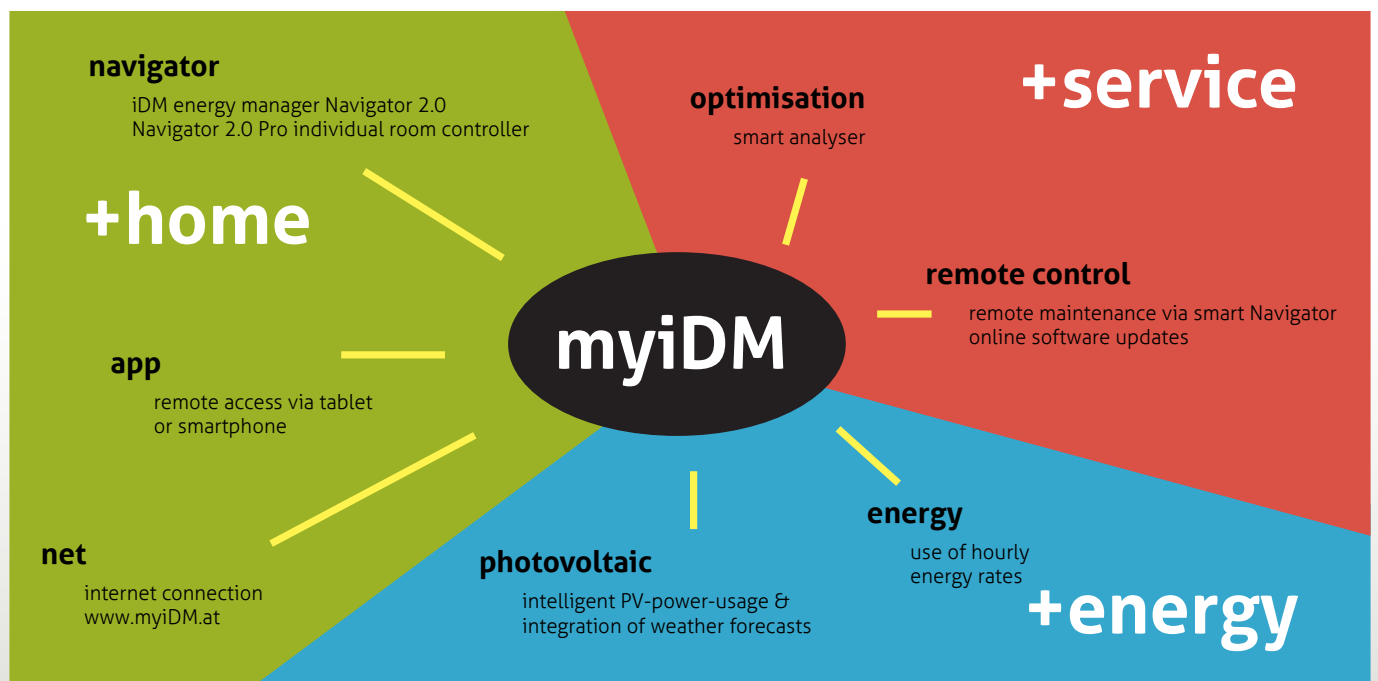 navigator
iDM energy manager Navigator 2.0
Navigator 2.0 Pro individual room controller
+home
app
remote access via tablet
or smartphone
net
internet connection
www.myiDM.at
myiDM
optimisation
smart analyser
+service
remote control
remote maintenance via smart Navigator
online software updates
photovoltaic
intelligent PV-power-usage &
integration of weather forecasts
energy
use of hourly
energy rates
+energy